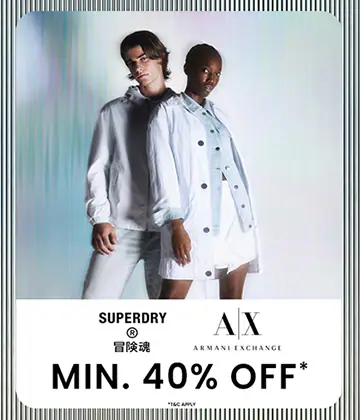 SUPERDRY
®
冒険魂
A|X
ARMANI EXCHANGE
MIN. 40% OFF*
*T&C APPLY